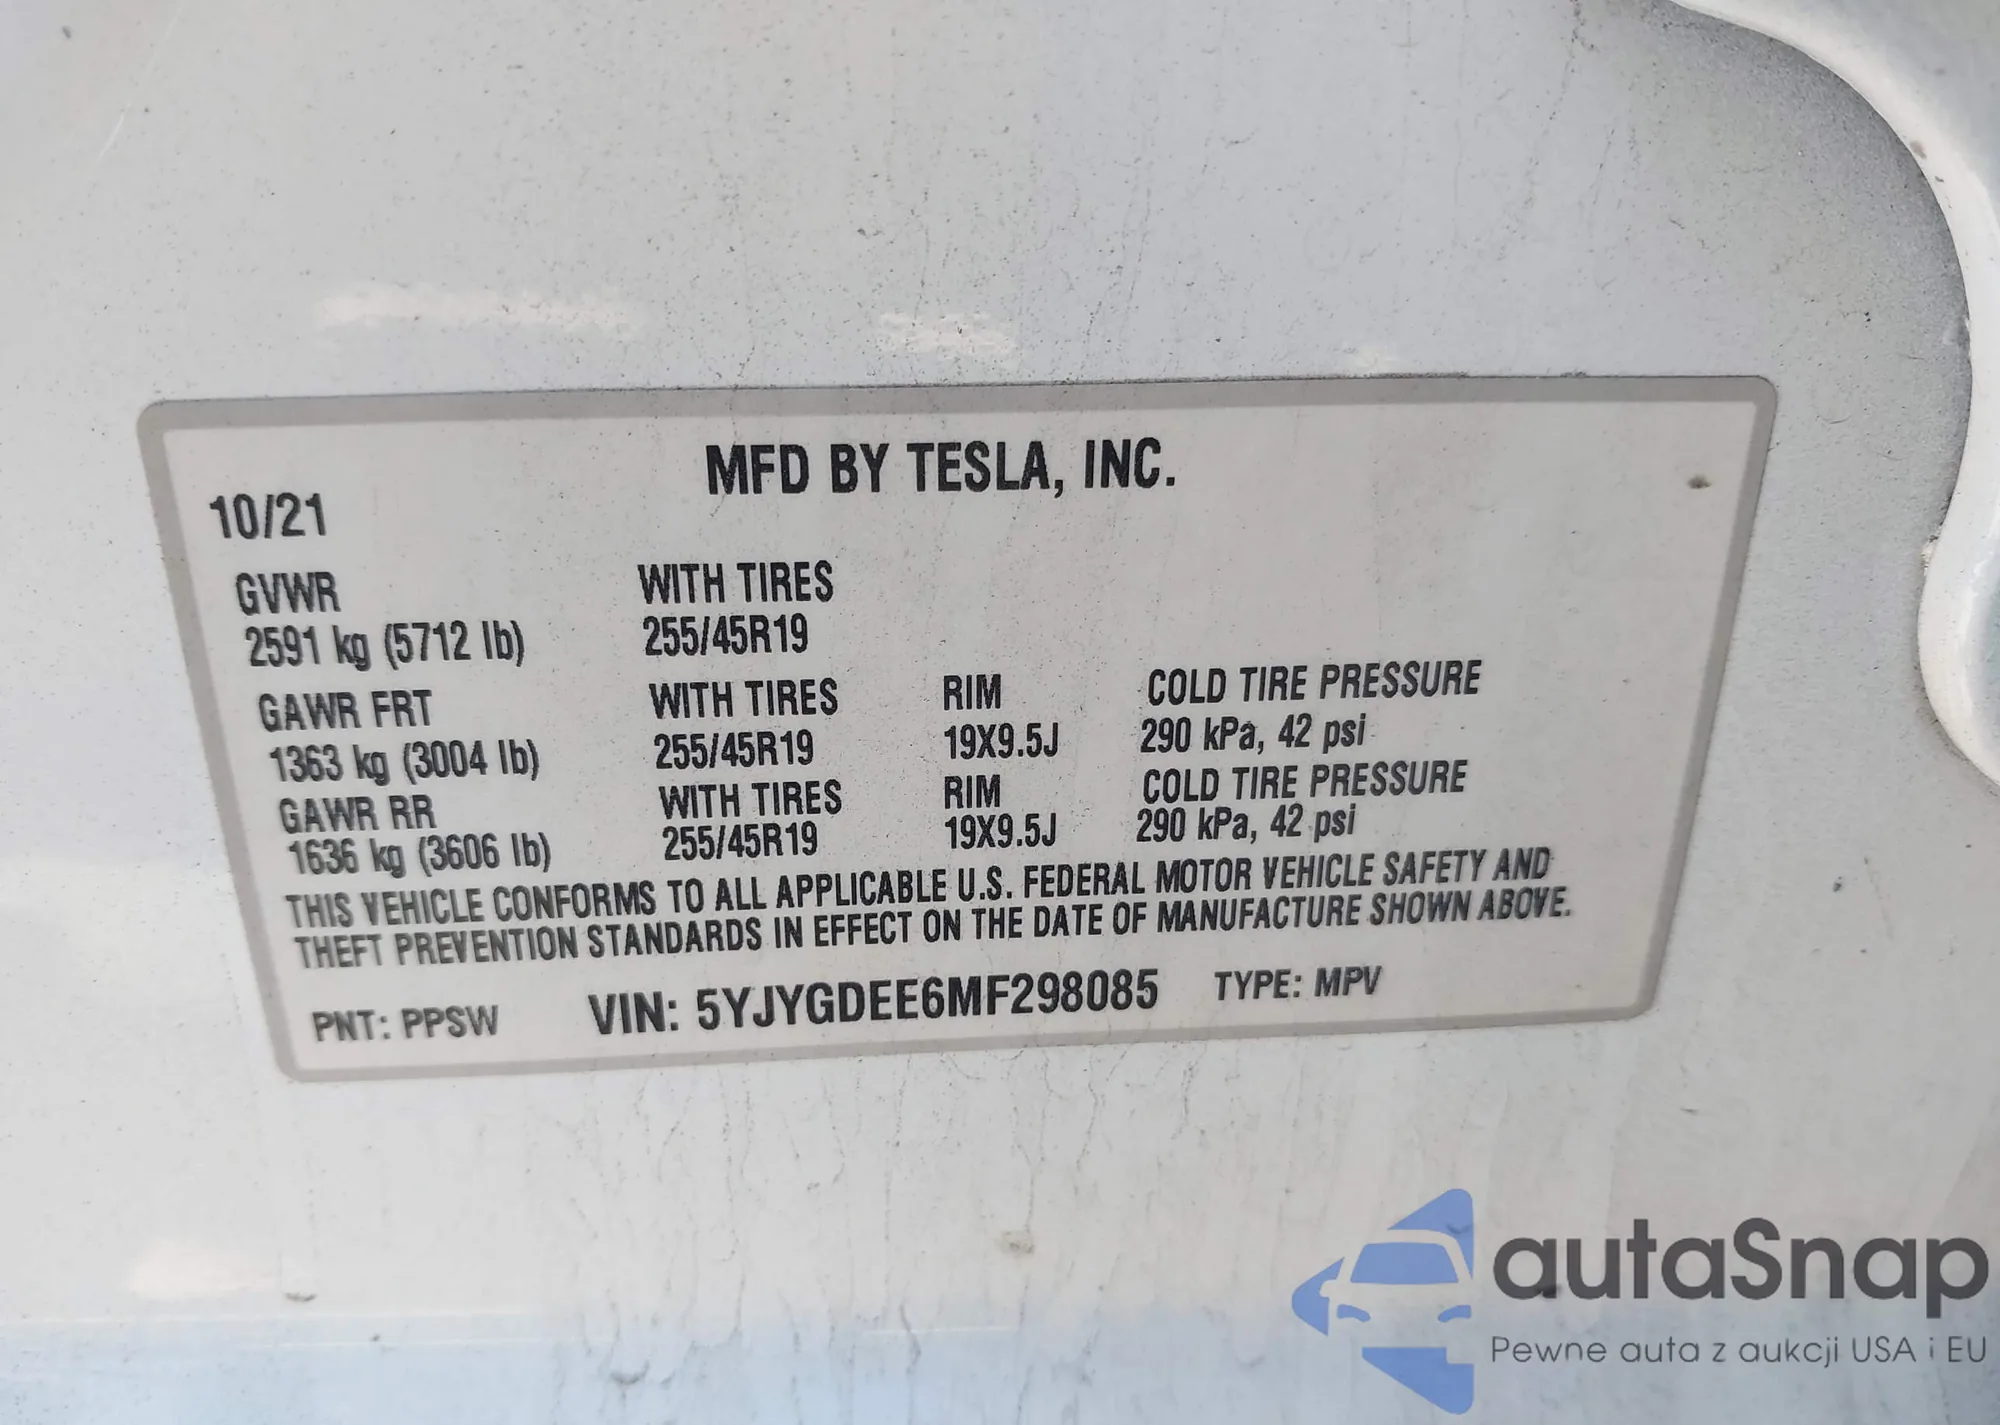 MFD BY TESLA, INC.
10/21
GVWR WITH TIRES
2591 kg (5712 lb) 255/45R19
GAWR FRT WITH TIRES RIM COLD TIRE PRESSURE
1363 kg (3004 lb) 255/45R19 19X9.5J 290 kPa, 42 psi
GAWR RR WITH TIRES RIM COLD TIRE PRESSURE
1636 kg (3606 lb) 255/45R19 19X9.5J 290 kPa, 42 psi
THIS VEHICLE CONFORMS TO ALL APPLICABLE U.S. FEDERAL MOTOR VEHICLE SAFETY AND
THEFT PREVENTION STANDARDS IN EFFECT ON THE DATE OF MANUFACTURE SHOWN ABOVE.
PNT: PPSW VIN: 5YJYGDEE6MF298085 TYPE: MPV
autaSnap
Pewne auta z aukcji USA i EU